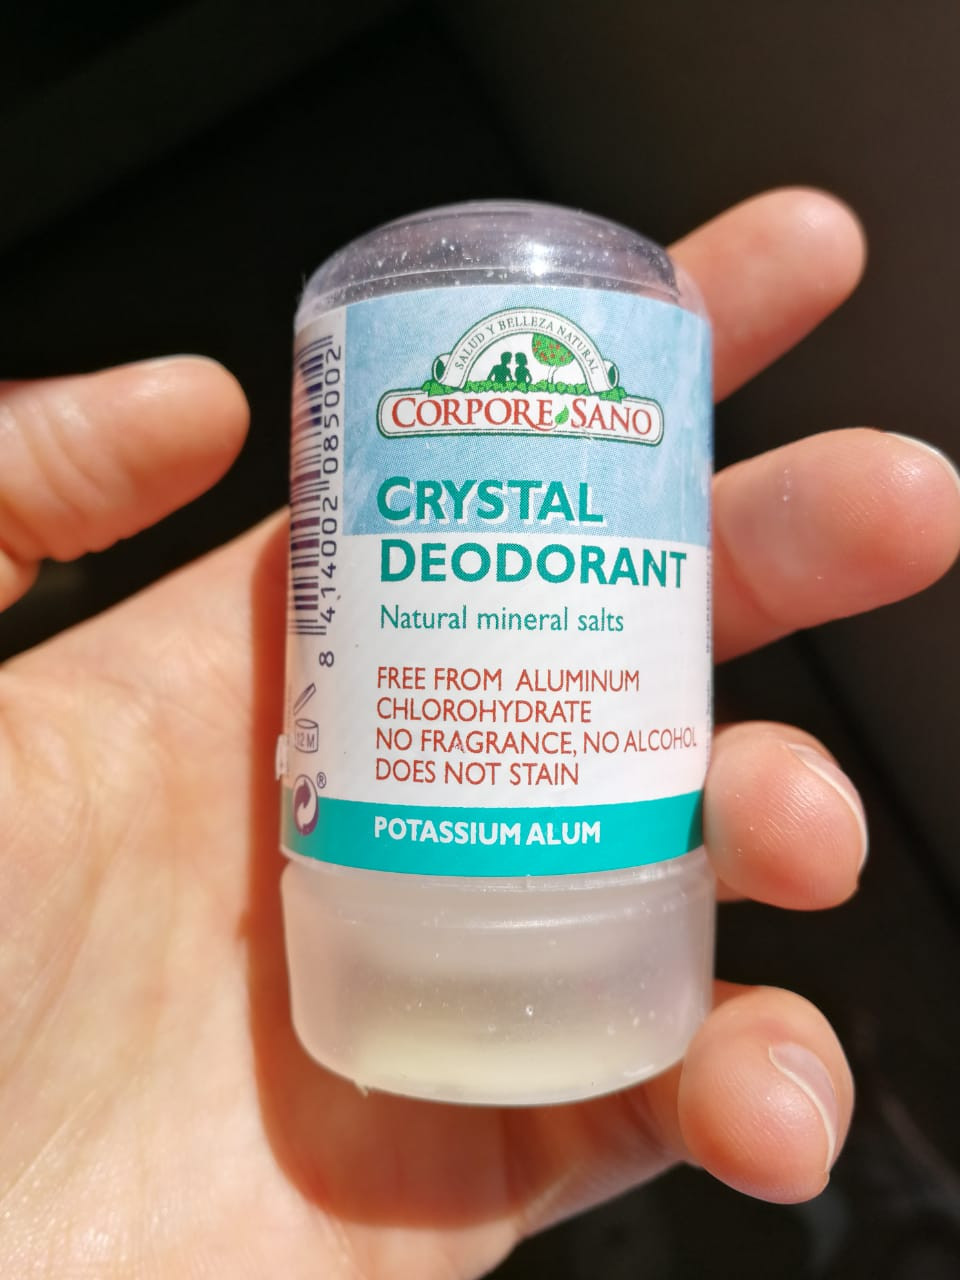 SALUD Y BELLEZA NATURAL
CORPORE SANO
CRYSTAL
DEODORANT
Natural mineral salts
FREE FROM ALUMINUM
CHLOROHYDRATE
NO FRAGRANCE, NO ALCOHOL
DOES NOT STAIN
POTASSIUM ALUM
8 414002 085002
12 M
®